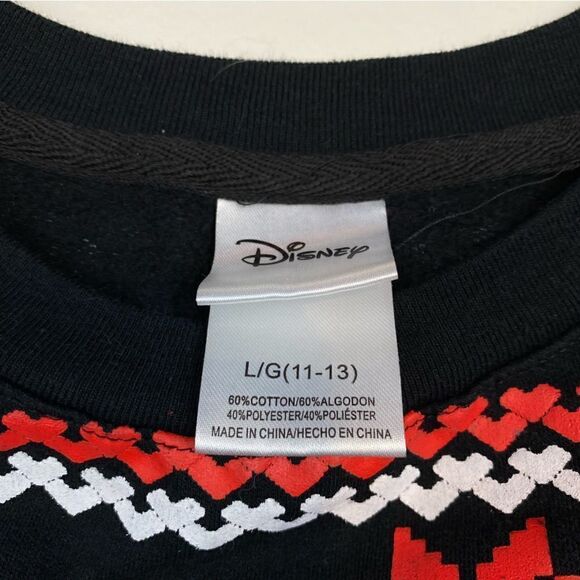 Disney
L/G(11-13)
60%COTTON/60%ALGODON
40%POLYESTER/40%POLIÉSTER
MADE IN CHINA/HECHO EN CHINA